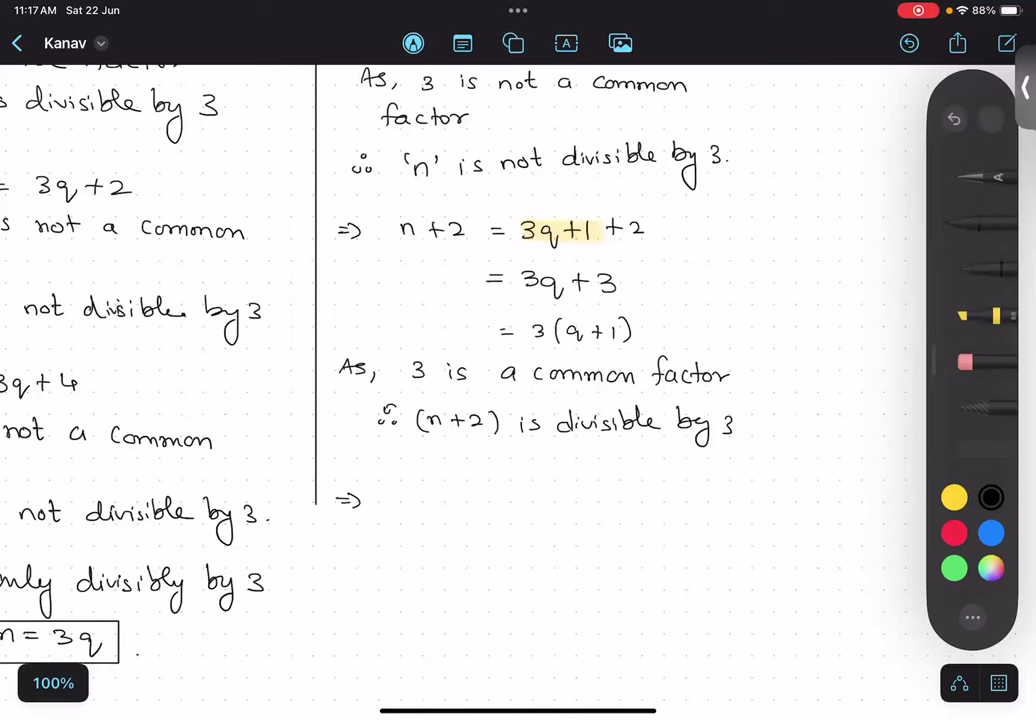 11:17AM Sat 22 Jun
88%
Kanav
s divisible by 3
= 3q + 2
s not a common
not divisible by 3
3q + 4
not a common
not divisible by 3.
only divisibly by 3
n = 3q .
As, 3 is not a common
factor
∴ 'n' is not divisible by 3.
⇒ n + 2 = 3q + 1 + 2
= 3q + 3
= 3 (q + 1)
As, 3 is a common factor
∴ (n + 2) is divisible by 3
⇒
100%